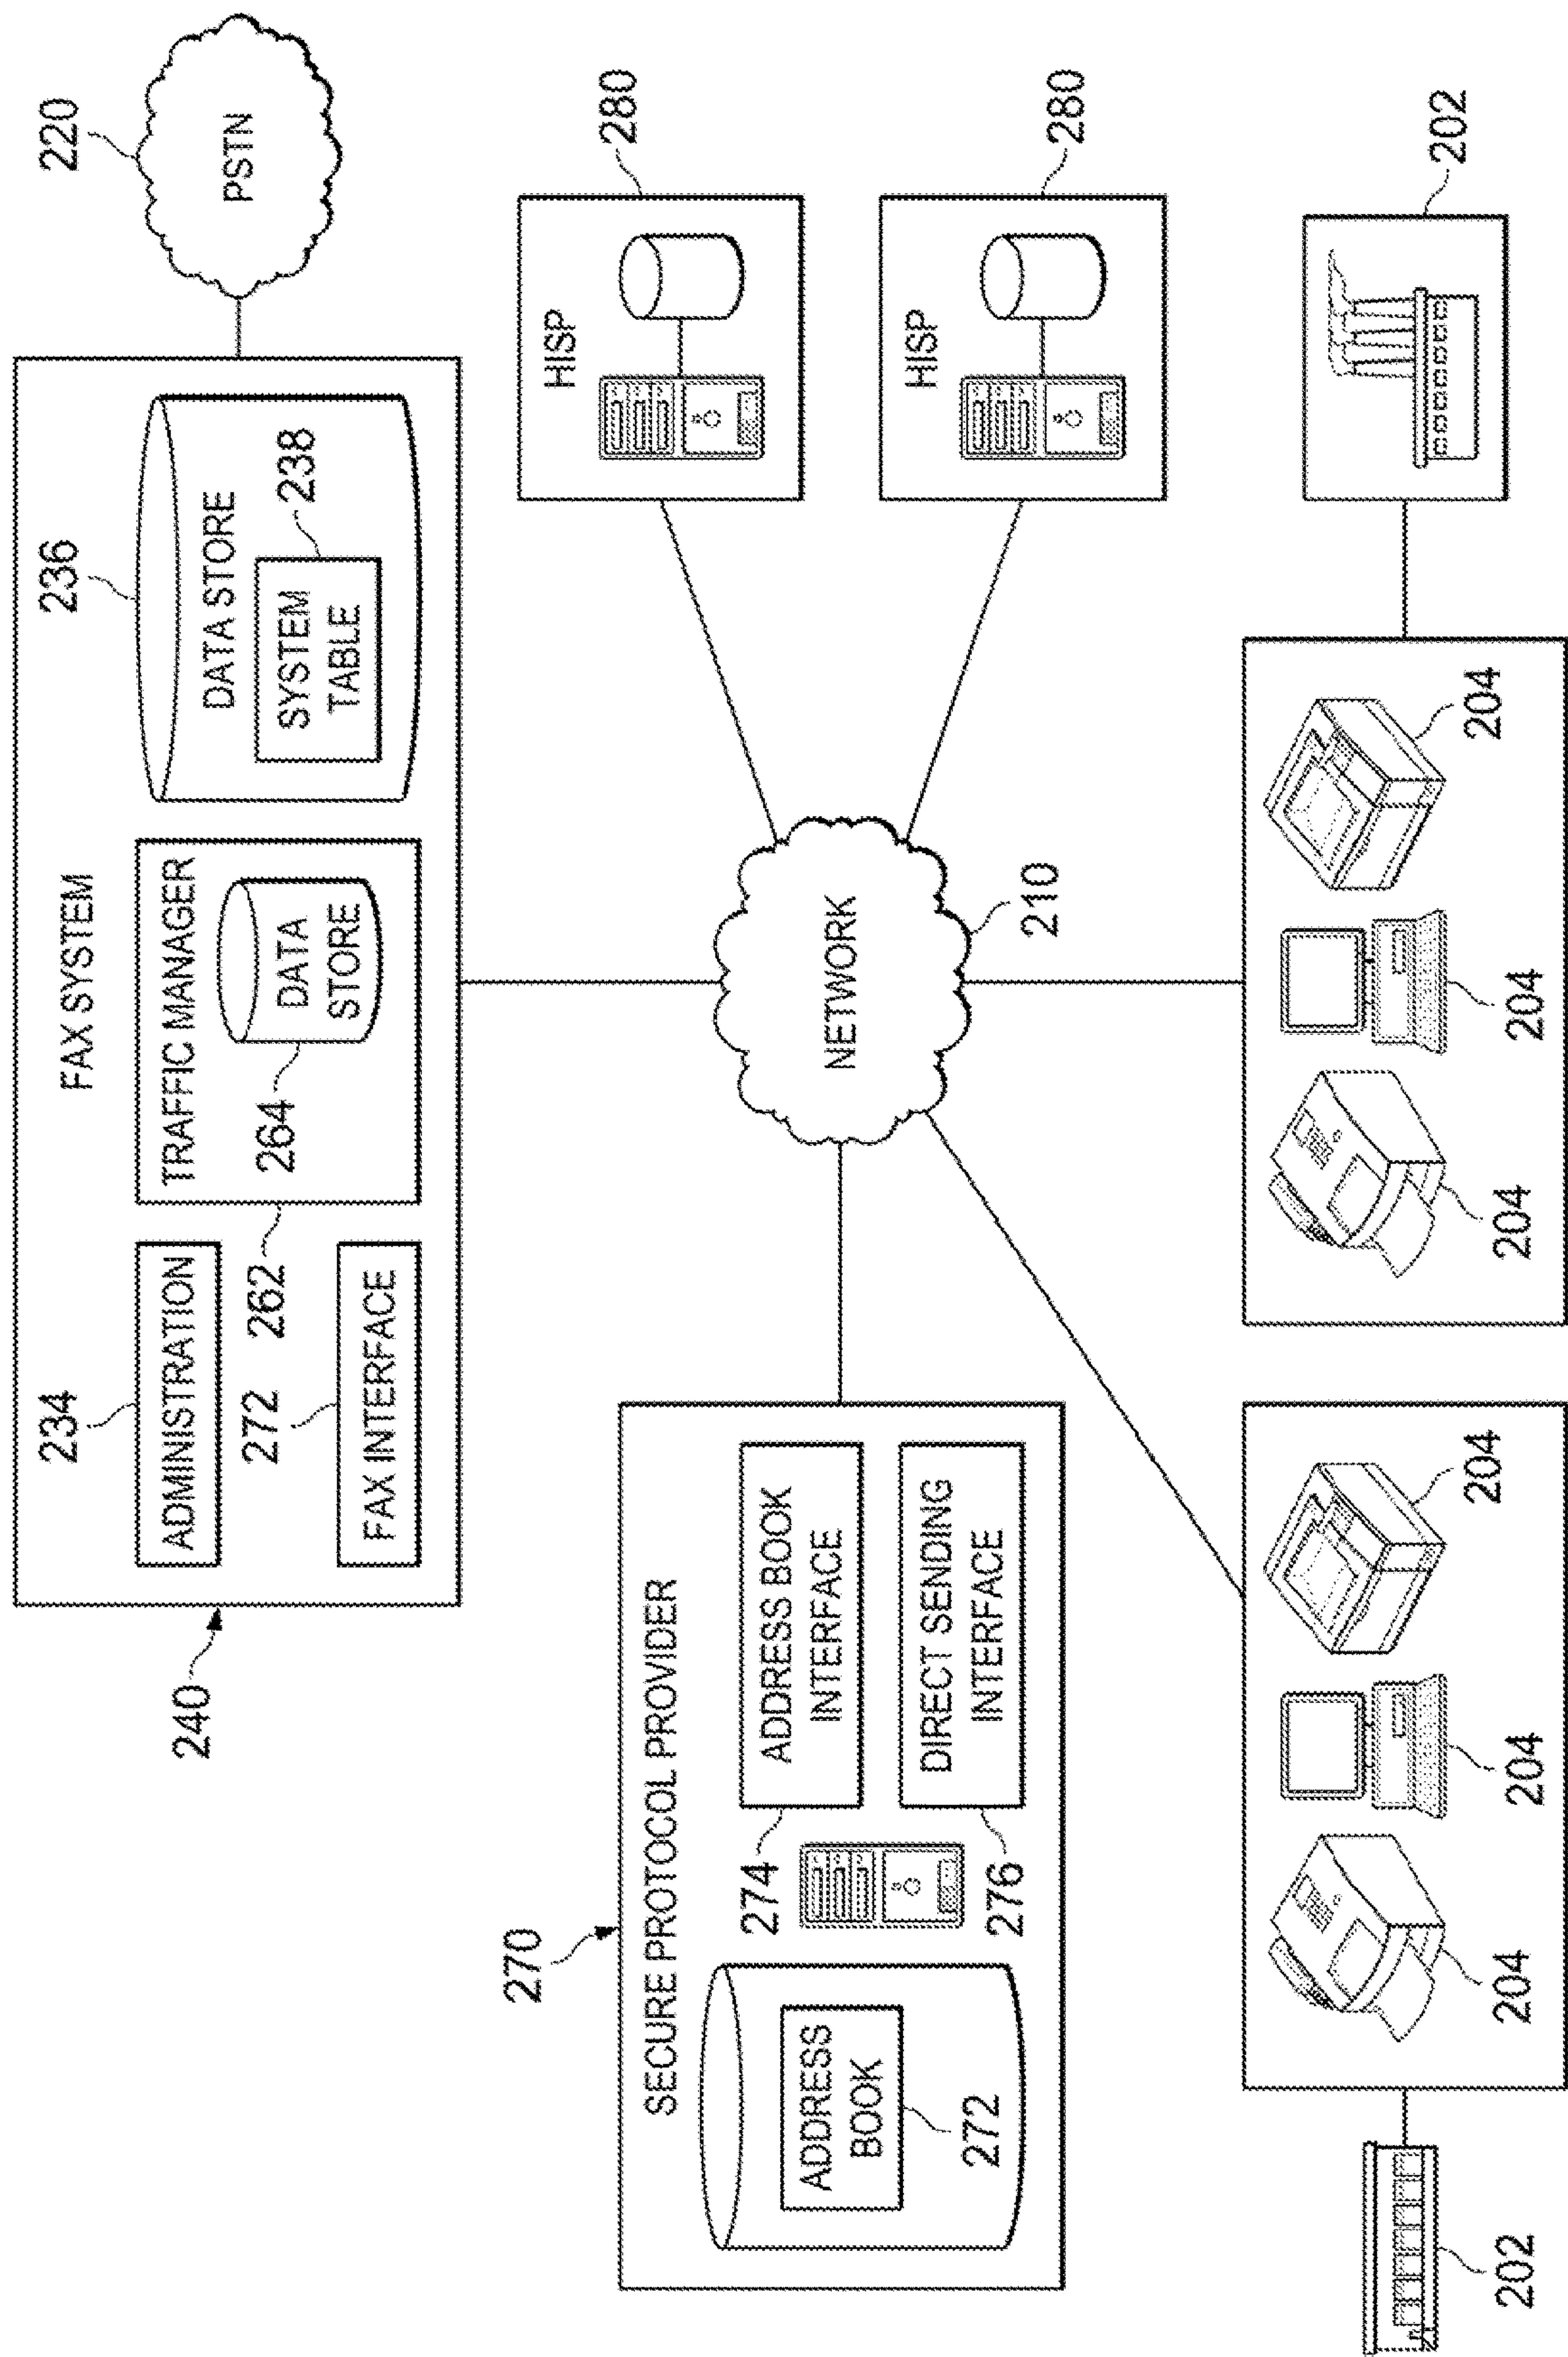 220
PSTN
FAX SYSTEM
234
ADMINISTRATION
272
FAX INTERFACE
262
TRAFFIC MANAGER
264
DATA
STORE
236
DATA STORE
238
SYSTEM
TABLE
240
270
SECURE PROTOCOL PROVIDER
ADDRESS
BOOK
272
274
ADDRESS BOOK
INTERFACE
276
DIRECT SENDING
INTERFACE
NETWORK
210
HISP
280
HISP
280
202
204
204
204
204
204
204
202